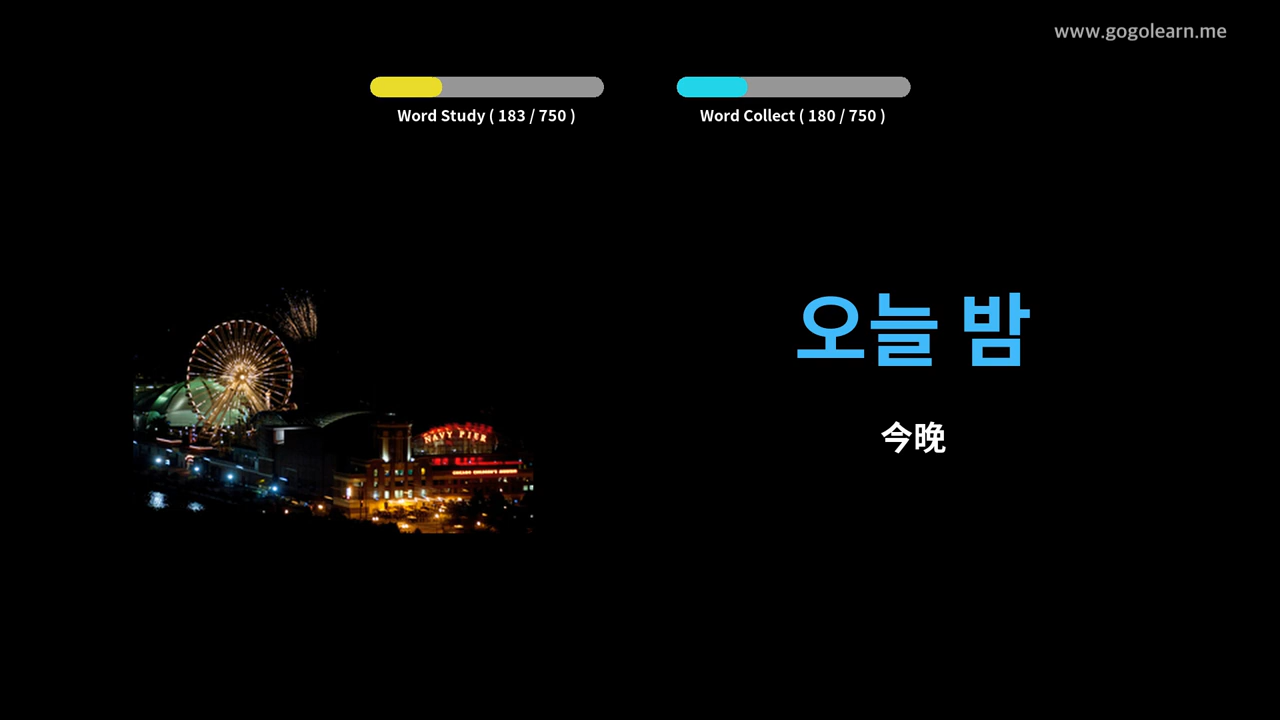 www.gogolearn.me
Word Study ( 183 / 750 )
Word Collect ( 180 / 750 )
오늘 밤
今晚
NAVY PIER